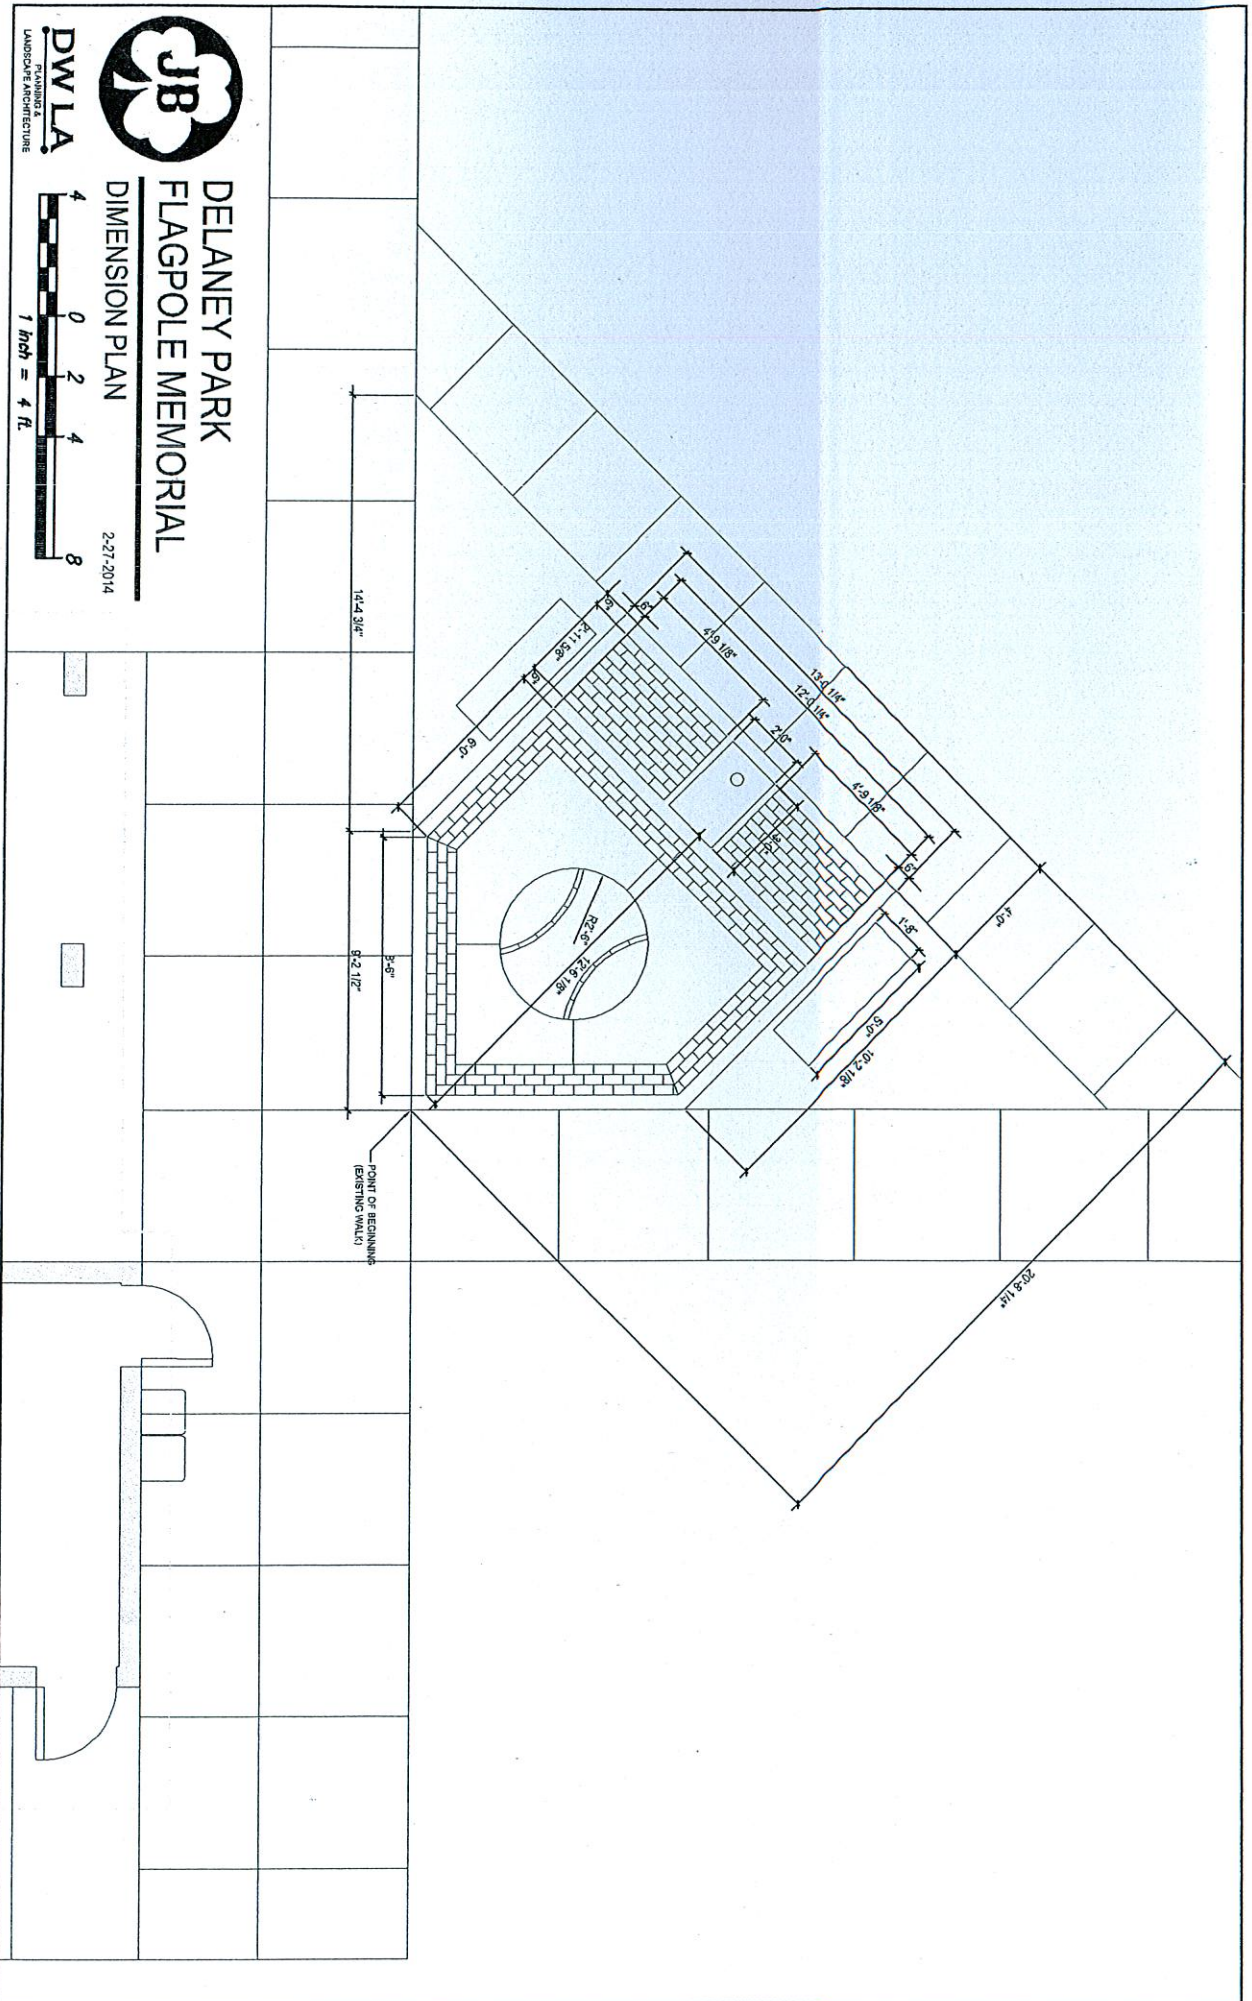 JB
DW LA
PLANNING &
LANDSCAPE ARCHITECTURE
DELANEY PARK
FLAGPOLE MEMORIAL
DIMENSION PLAN
2-27-2014
4 0 2 4 8
1 inch = 4 ft.
13'-0 1/4"
12'-0 1/4"
4'-9 1/8"
2'-0"
4'-9 1/8"
6"
6"
6"
6"
2'-11 5/8"
6'-0"
3'-0"
1'-8"
5'-0"
10'-2 1/8"
4'-0"
20'-8 1/4"
R2'-6"
12'-6 1/8"
14'-4 3/4"
9'-2 1/2"
POINT OF BEGINNING
(EXISTING WALK)